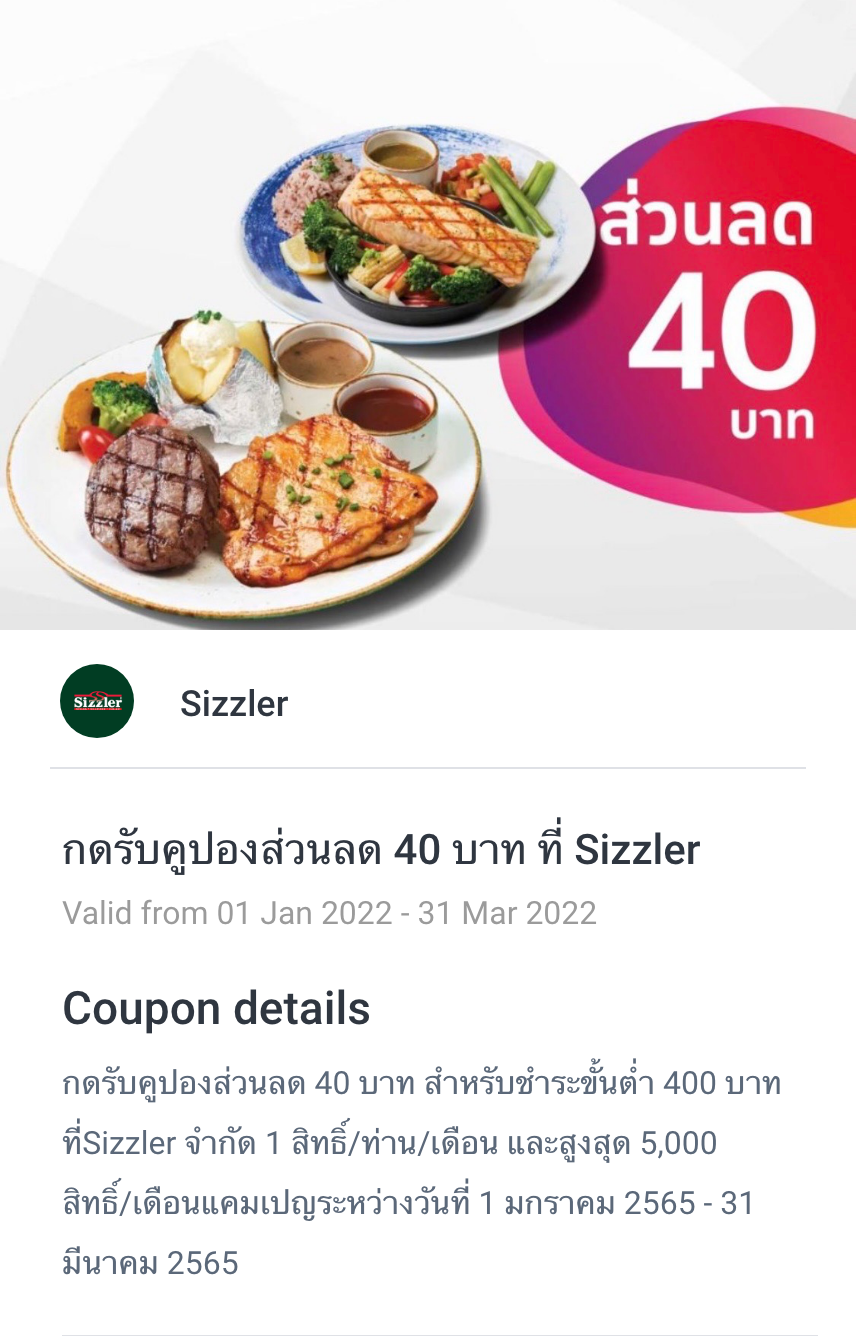 ส่วนลด
40
บาท
Sizzler
Sizzler
กดรับคูปองส่วนลด 40 บาท ที่ Sizzler
Valid from 01 Jan 2022 - 31 Mar 2022
Coupon details
กดรับคูปองส่วนลด 40 บาท สำหรับชำระขั้นต่ำ 400 บาท
ที่Sizzler จำกัด 1 สิทธิ์/ท่าน/เดือน และสูงสุด 5,000
สิทธิ์/เดือนแคมเปญระหว่างวันที่ 1 มกราคม 2565 - 31
มีนาคม 2565